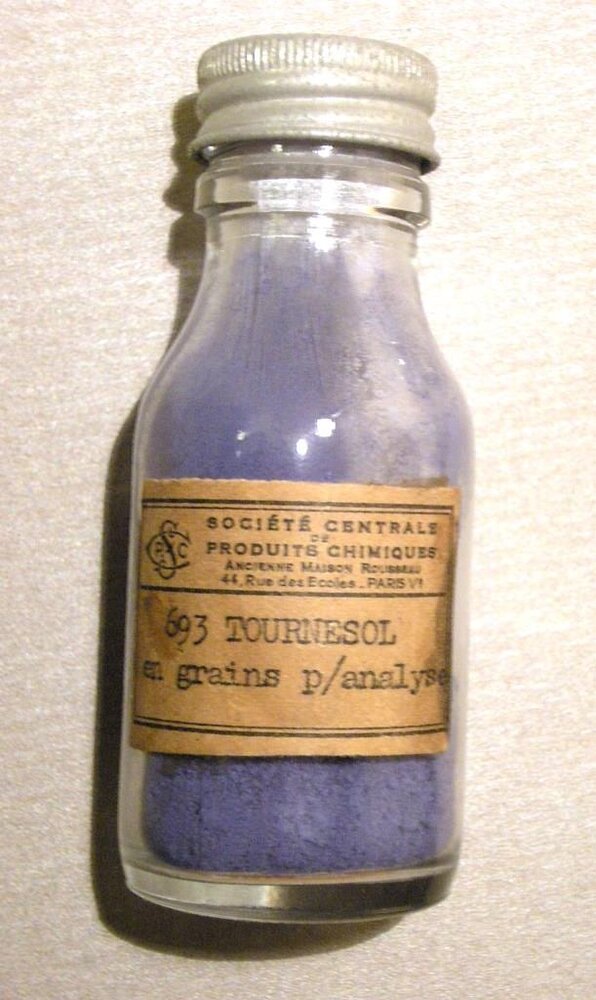 SOCIÉTÉ CENTRALE
DE
PRODUITS CHIMIQUES
ANCIENNE MAISON ROUSSEAU
44, Rue des Ecoles - PARIS Vᵉ
693 TOURNESOL
en grains p/analyse